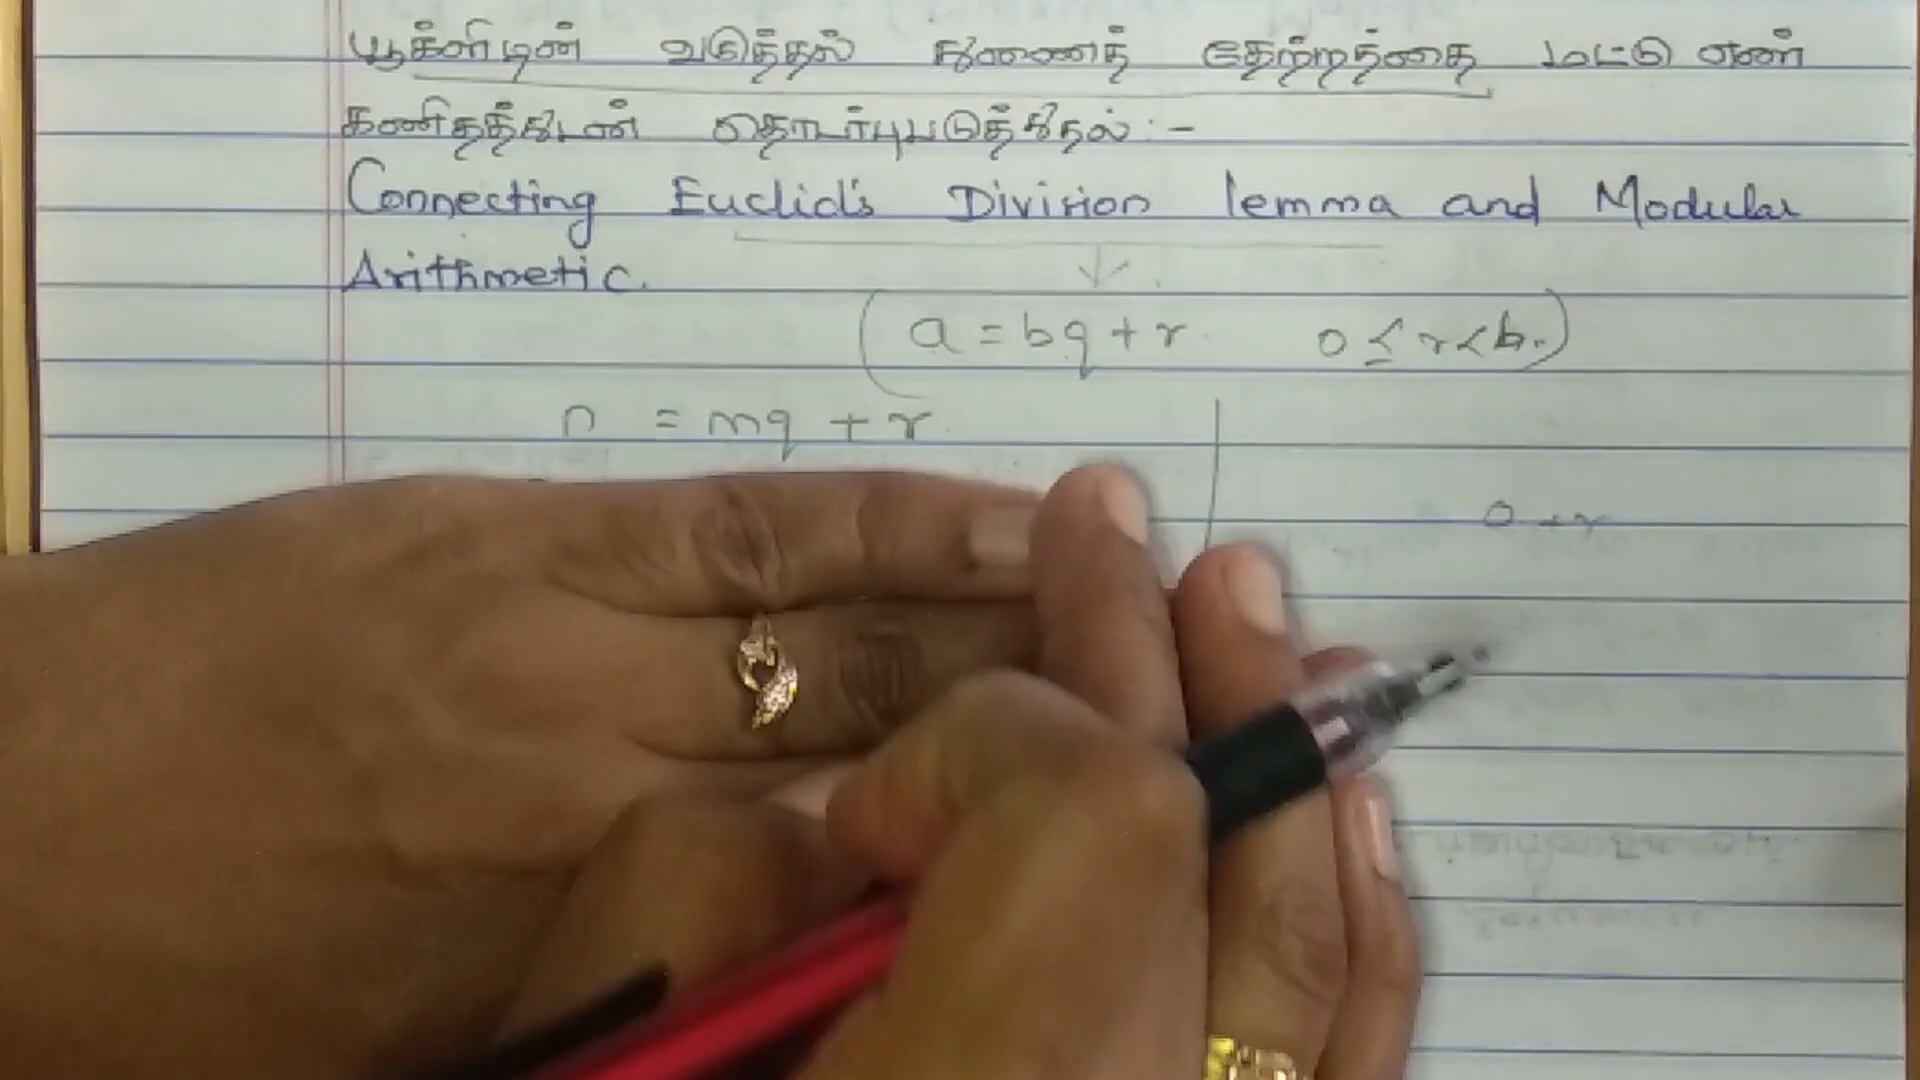 யூக்ளிடின் வகுத்தல் துணைத் தேற்றத்தை மட்டு எண்
கணிதத்துடன் தொடர்புபடுத்துதல் :-
Connecting Euclid's Division lemma and Modular
Arithmetic.
(a = bq + r 0 ≤ r < b.)
n = mq + r